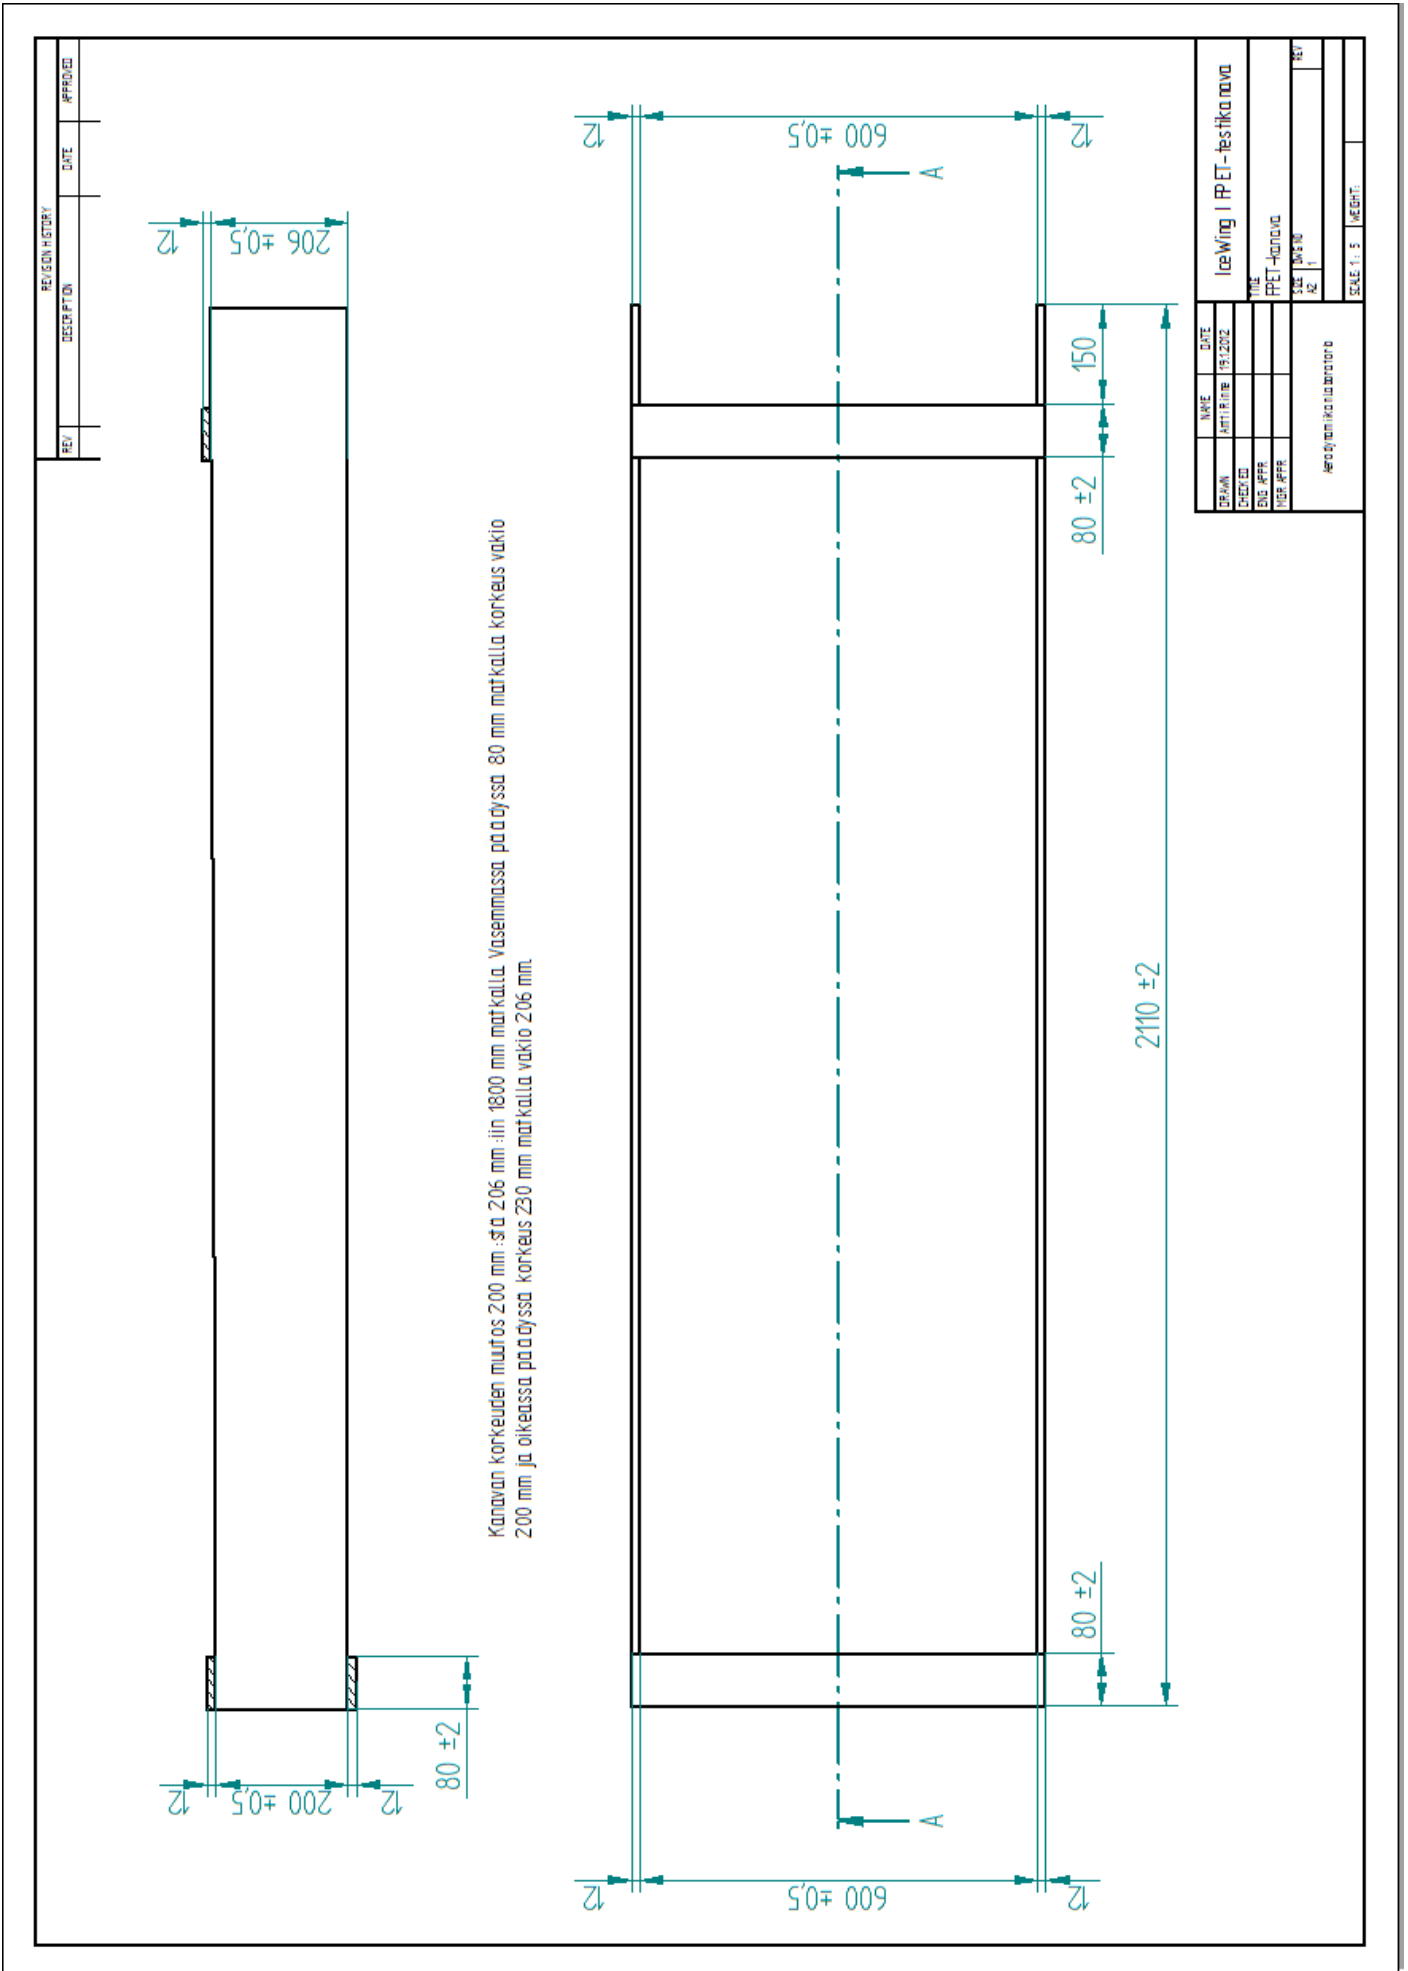 REVISION HISTORY
REV DESCRIPTION DATE APPROVED
12
206 ±0,5
12
200 ±0,5
12
80 ±2
Kanavan korkeuden muutos 200 mm:stä 206 mm:iin 1800 mm matkalla. Vasemmassa päädyssä 80 mm matkalla korkeus vakio
200 mm ja oikeassa päädyssä korkeus 230 mm matkalla vakio 206 mm.
12
600 ±0,5
12
A
12
600 ±0,5
12
A
80 ±2
80 ±2
150
2110 ±2
NAME DATE
DRAWN Antti Rinne 19.1.2012
CHECKED
ENG APPR
MGR APPR
Aerodynamiikan laboratorio
IceWing | FPET-testikanava
TITLE
FPET-kanava
SIZE DWG NO REV
A2 1
SCALE: 1 : 5 WEIGHT: